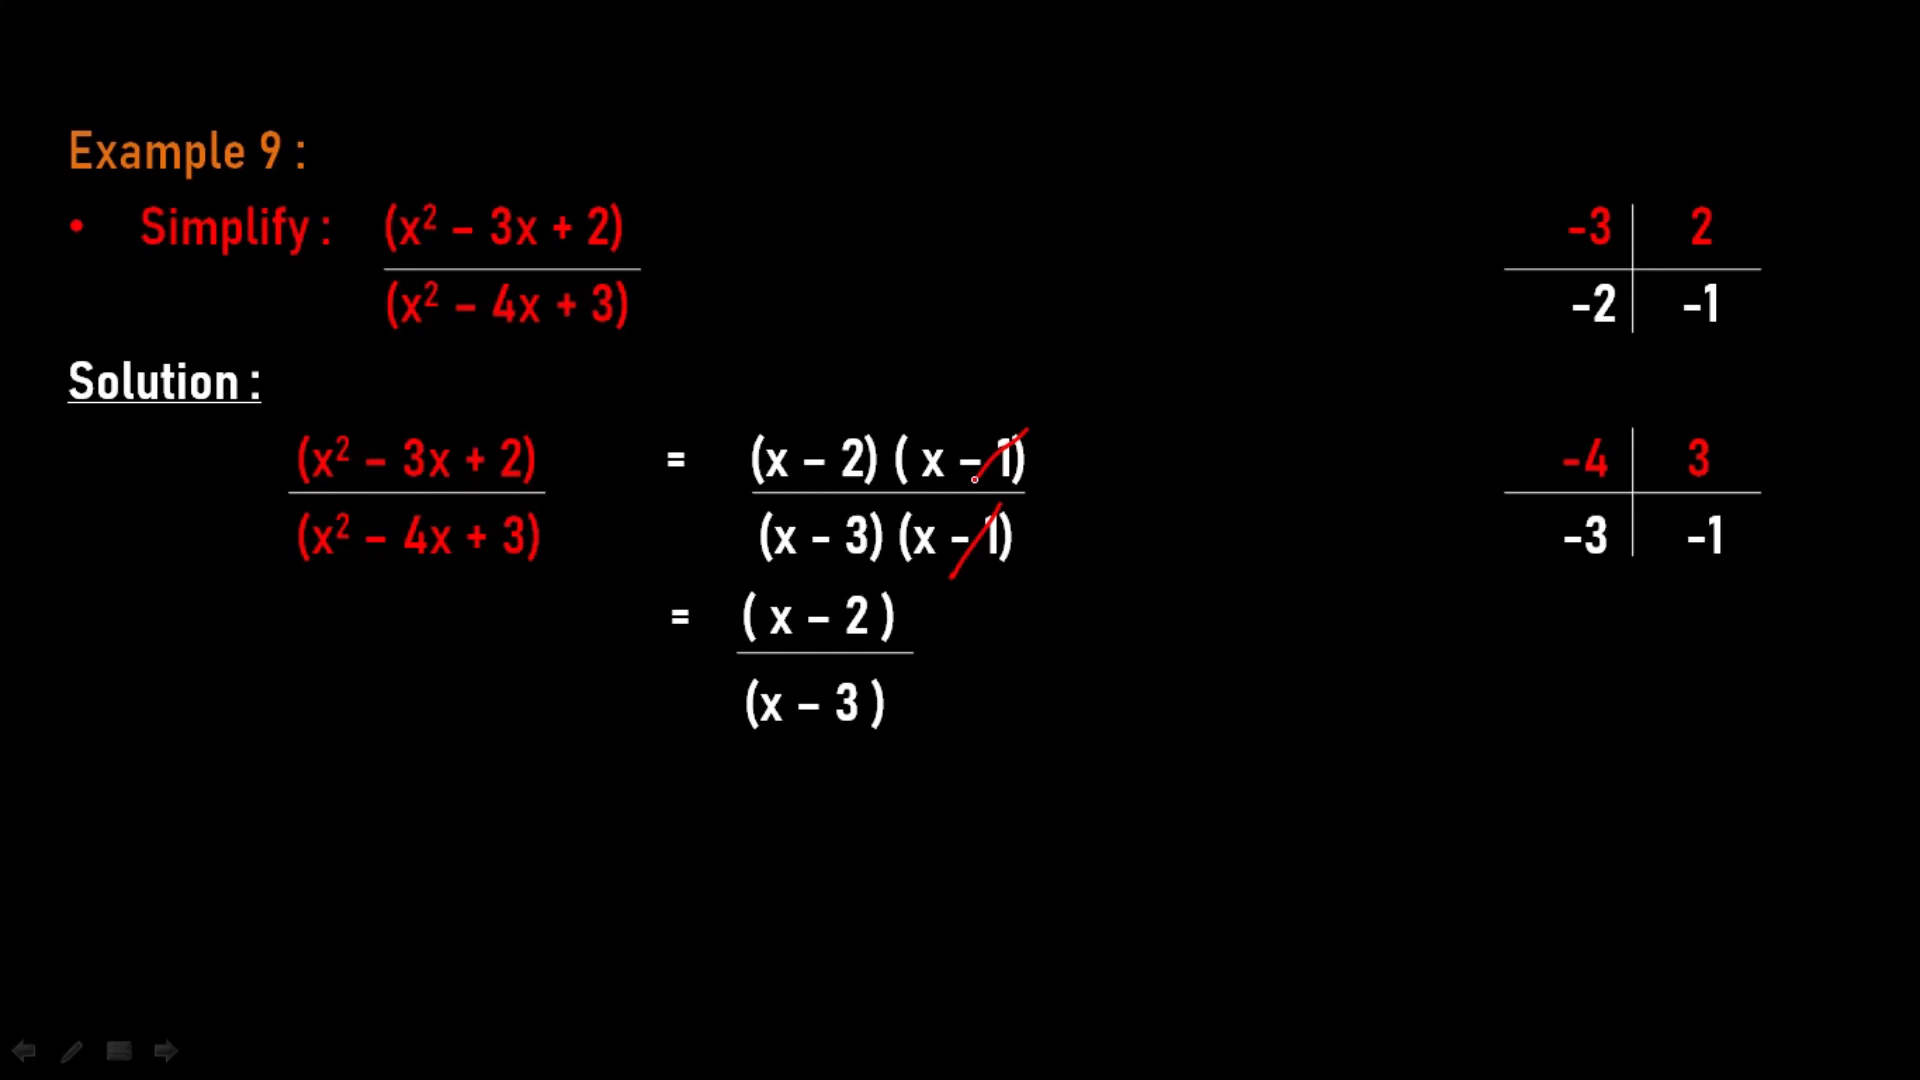 Example 9 :
• Simplify : (x² – 3x + 2)
(x² – 4x + 3)
-3 2
-2 -1
Solution :
(x² – 3x + 2) = (x – 2) ( x – 1)
(x² – 4x + 3) (x – 3) (x – 1)
-4 3
-3 -1
= ( x – 2 )
(x – 3 )